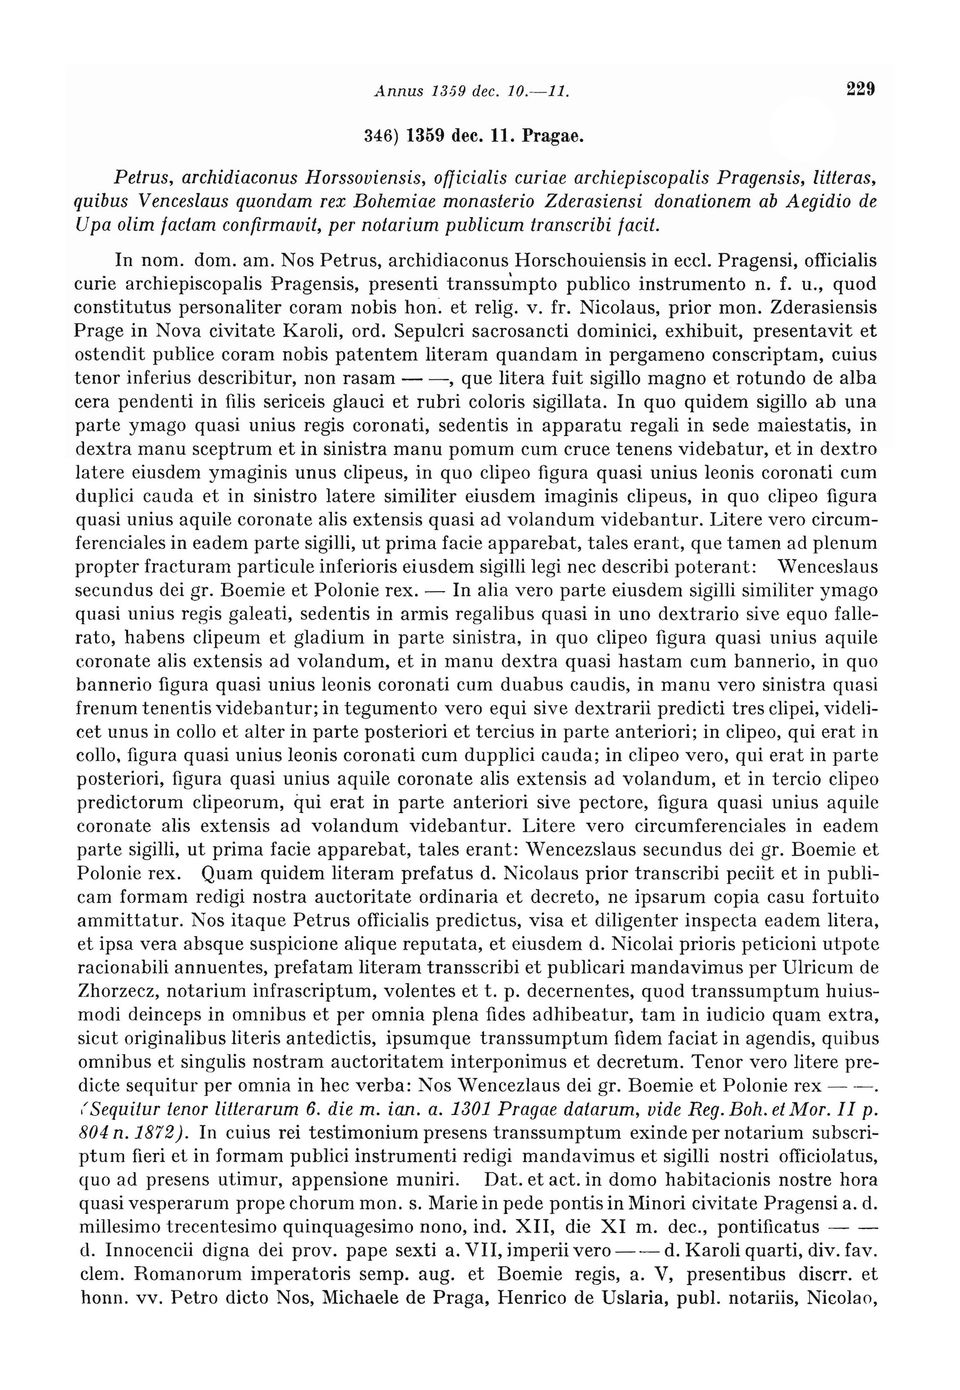 Annus 1359 dec. 10.—11. 229
346) 1359 dec. 11. Pragae.
Petrus, archidiaconus Horssoviensis, officialis curiae archiepiscopalis Pragensis, litteras,
quibus Venceslaus quondam rex Bohemiae monasterio Zderasiensi donationem ab Aegidio de
Upa olim factam confirmavit, per notarium publicum transcribi facit.
In nom. dom. am. Nos Petrus, archidiaconus Horschouiensis in eccl. Pragensi, officialis
curie archiepiscopalis Pragensis, presenti transsumpto publico instrumento n. f. u., quod
constitutus personaliter coram nobis hon. et relig. v. fr. Nicolaus, prior mon. Zderasiensis
Prage in Nova civitate Karoli, ord. Sepulcri sacrosancti dominici, exhibuit, presentavit et
ostendit publice coram nobis patentem literam quandam in pergameno conscriptam, cuius
tenor inferius describitur, non rasam — —, que litera fuit sigillo magno et rotundo de alba
cera pendenti in filis sericeis glauci et rubri coloris sigillata. In quo quidem sigillo ab una
parte ymago quasi unius regis coronati, sedentis in apparatu regali in sede maiestatis, in
dextra manu sceptrum et in sinistra manu pomum cum cruce tenens videbatur, et in dextro
latere eiusdem ymaginis unus clipeus, in quo clipeo figura quasi unius leonis coronati cum
duplici cauda et in sinistro latere similiter eiusdem imaginis clipeus, in quo clipeo figura
quasi unius aquile coronate alis extensis quasi ad volandum videbantur. Litere vero circum-
ferenciales in eadem parte sigilli, ut prima facie apparebat, tales erant, que tamen ad plenum
propter fracturam particule inferioris eiusdem sigilli legi nec describi poterant: Wenceslaus
secundus dei gr. Boemie et Polonie rex. — In alia vero parte eiusdem sigilli similiter ymago
quasi unius regis galeati, sedentis in armis regalibus quasi in uno dextrario sive equo falle-
rato, habens clipeum et gladium in parte sinistra, in quo clipeo figura quasi unius aquile
coronate alis extensis ad volandum, et in manu dextra quasi hastam cum bannerio, in quo
bannerio figura quasi unius leonis coronati cum duabus caudis, in manu vero sinistra quasi
frenum tenentis videbantur; in tegumento vero equi sive dextrarii predicti tres clipei, videli-
cet unus in collo et alter in parte posteriori et tercius in parte anteriori; in clipeo, qui erat in
collo, figura quasi unius leonis coronati cum dupplici cauda; in clipeo vero, qui erat in parte
posteriori, figura quasi unius aquile coronate alis extensis ad volandum, et in tercio clipeo
predictorum clipeorum, qui erat in parte anteriori sive pectore, figura quasi unius aquile
coronate alis extensis ad volandum videbantur. Litere vero circumferenciales in eadem
parte sigilli, ut prima facie apparebat, tales erant: Wencezslaus secundus dei gr. Boemie et
Polonie rex. Quam quidem literam prefatus d. Nicolaus prior transcribi peciit et in publi-
cam formam redigi nostra auctoritate ordinaria et decreto, ne ipsarum copia casu fortuito
ammittatur. Nos itaque Petrus officialis predictus, visa et diligenter inspecta eadem litera,
et ipsa vera absque suspicione alique reputata, et eiusdem d. Nicolai prioris peticioni utpote
racionabili annuentes, prefatam literam transscribi et publicari mandavimus per Ulricum de
Zhorzecz, notarium infrascriptum, volentes et t. p. decernentes, quod transsumptum huius-
modi deinceps in omnibus et per omnia plena fides adhibeatur, tam in iudicio quam extra,
sicut originalibus literis antedictis, ipsumque transsumptum fidem faciat in agendis, quibus
omnibus et singulis nostram auctoritatem interponimus et decretum. Tenor vero litere pre-
dicte sequitur per omnia in hec verba: Nos Wencezlaus dei gr. Boemie et Polonie rex — —.
(Sequitur tenor litterarum 6. die m. ian. a. 1301 Pragae datarum, vide Reg. Boh. et Mor. II p.
804 n. 1872). In cuius rei testimonium presens transsumptum exinde per notarium subscri-
ptum fieri et in formam publici instrumenti redigi mandavimus et sigilli nostri officiolatus,
quo ad presens utimur, appensione muniri. Dat. et act. in domo habitacionis nostre hora
quasi vesperarum prope chorum mon. s. Marie in pede pontis in Minori civitate Pragensi a. d.
millesimo trecentesimo quinquagesimo nono, ind. XII, die XI m. dec., pontificatus — —
d. Innocencii digna dei prov. pape sexti a. VII, imperii vero — — d. Karoli quarti, div. fav.
clem. Romanorum imperatoris semp. aug. et Boemie regis, a. V, presentibus discrr. et
honn. vv. Petro dicto Nos, Michaele de Praga, Henrico de Uslaria, publ. notariis, Nicolao,